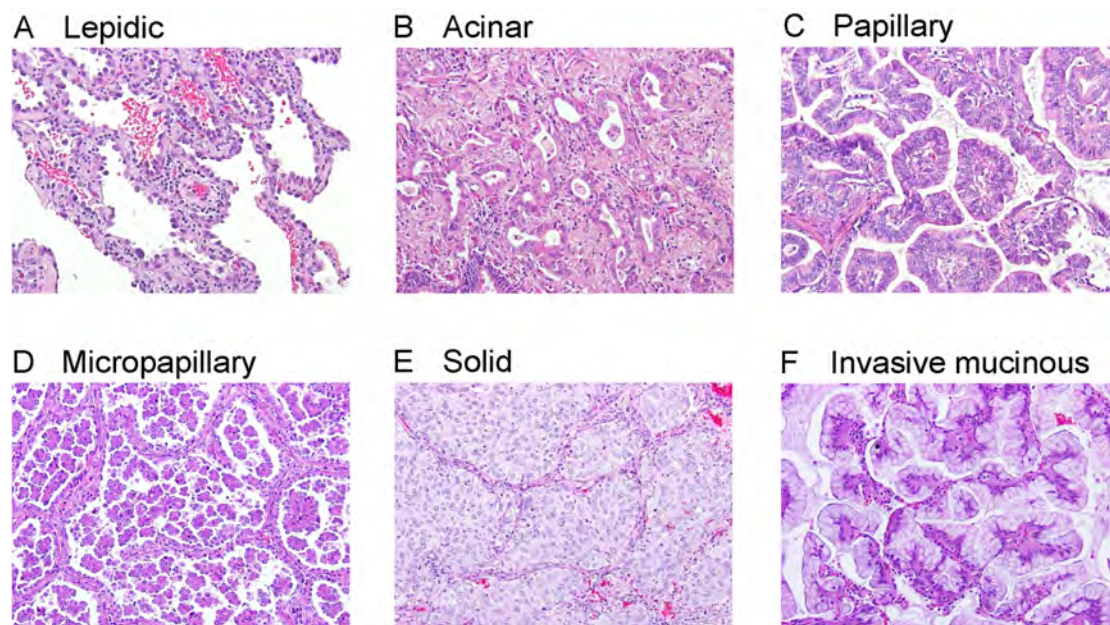 A Lepidic
B Acinar
C Papillary
D Micropapillary
E Solid
F Invasive mucinous